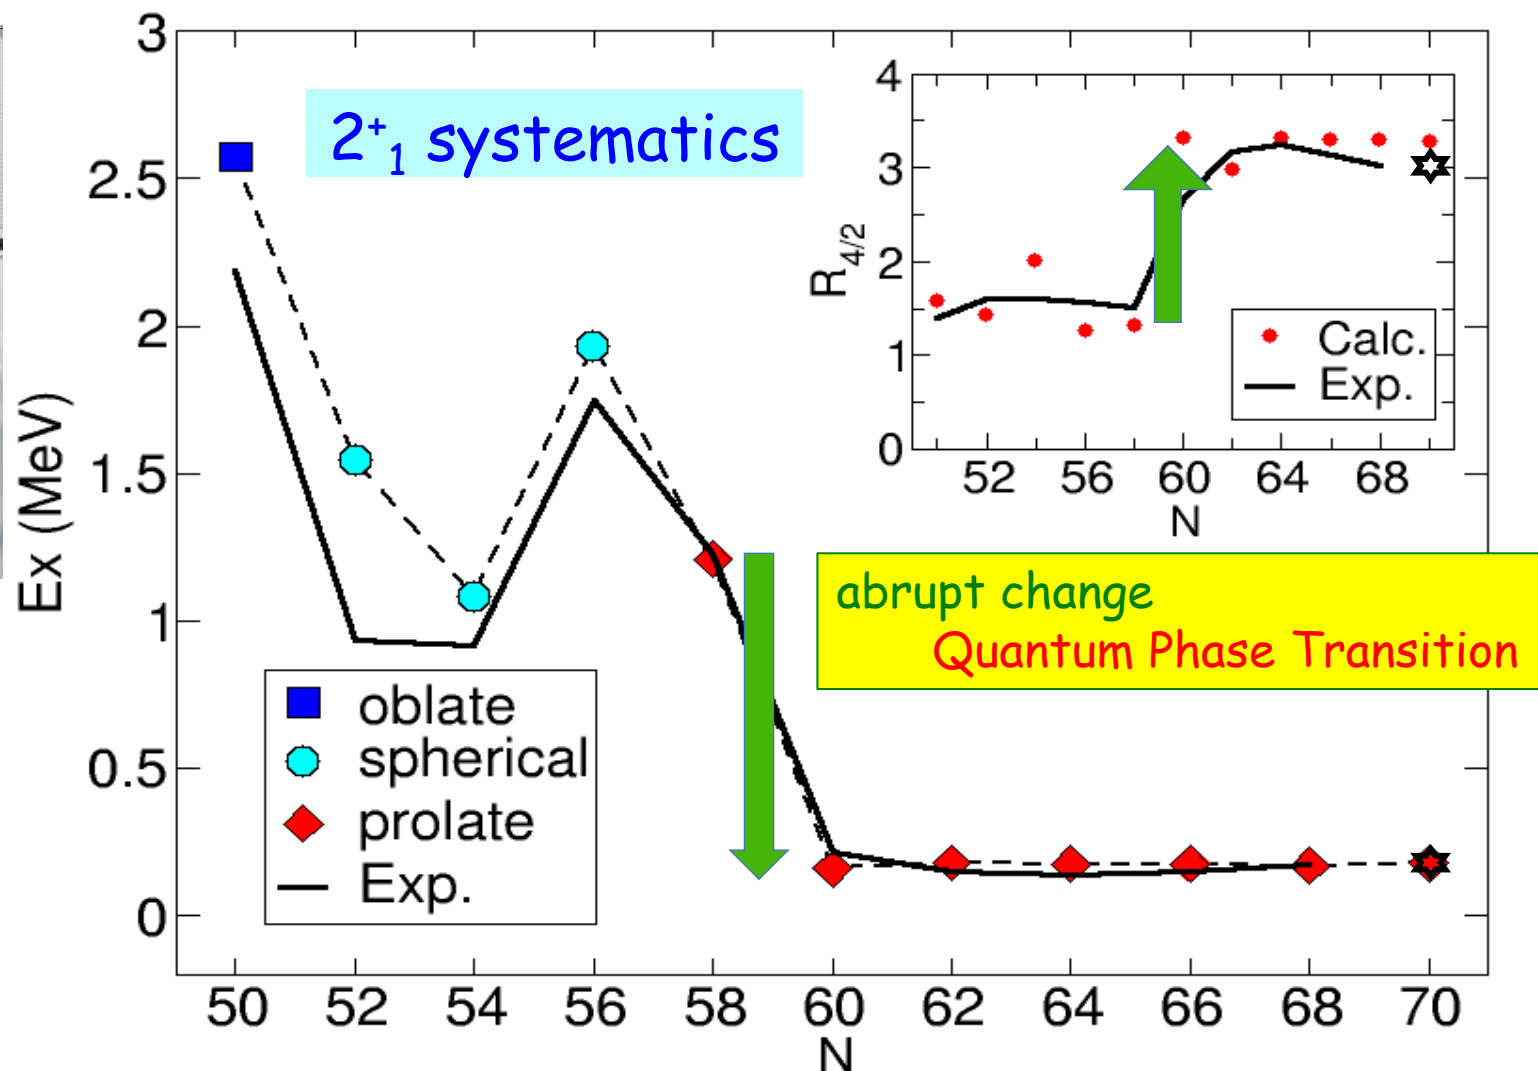 2⁺₁ systematics
Ex (MeV)
3
2.5
2
1.5
1
0.5
0
50 52 54 56 58 60 62 64 66 68 70
N
oblate
spherical
prolate
Exp.
R4/2
4
3
2
1
0
52 56 60 64 68
N
Calc.
Exp.
abrupt change
Quantum Phase Transition